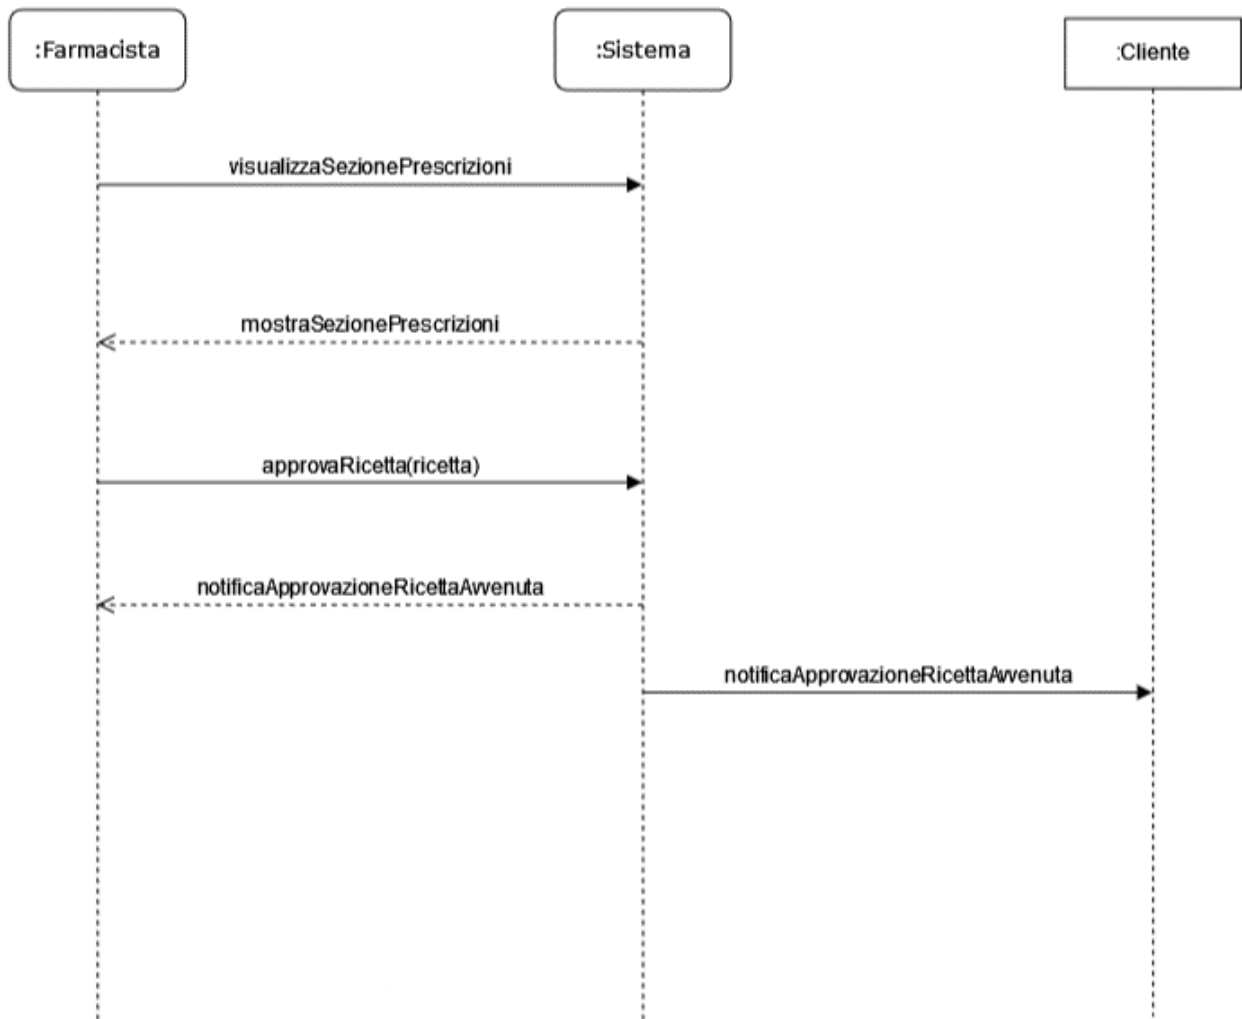 :Farmacista
:Sistema
:Cliente
visualizzaSezionePrescrizioni
mostraSezionePrescrizioni
approvaRicetta(ricetta)
notificaApprovazioneRicettaAvvenuta
notificaApprovazioneRicettaAvvenuta